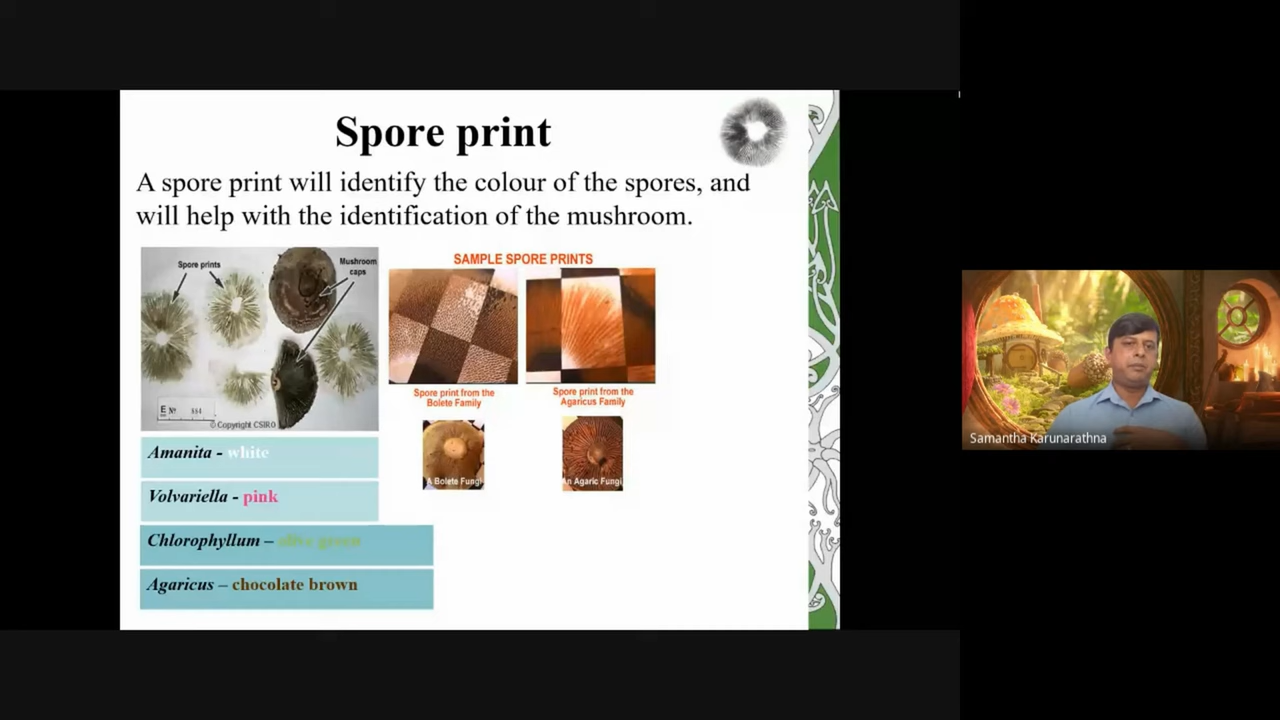 Spore print
A spore print will identify the colour of the spores, and
will help with the identification of the mushroom.
Spore prints
Mushroom
caps
E Nº 884
© Copyright CSIRO
SAMPLE SPORE PRINTS
Spore print from the
Bolete Family
Spore print from the
Agaricus Family
A Bolete Fungi
An Agaric Fungi
Amanita - white
Volvariella - pink
Chlorophyllum – olive green
Agaricus – chocolate brown
Samantha Karunarathna